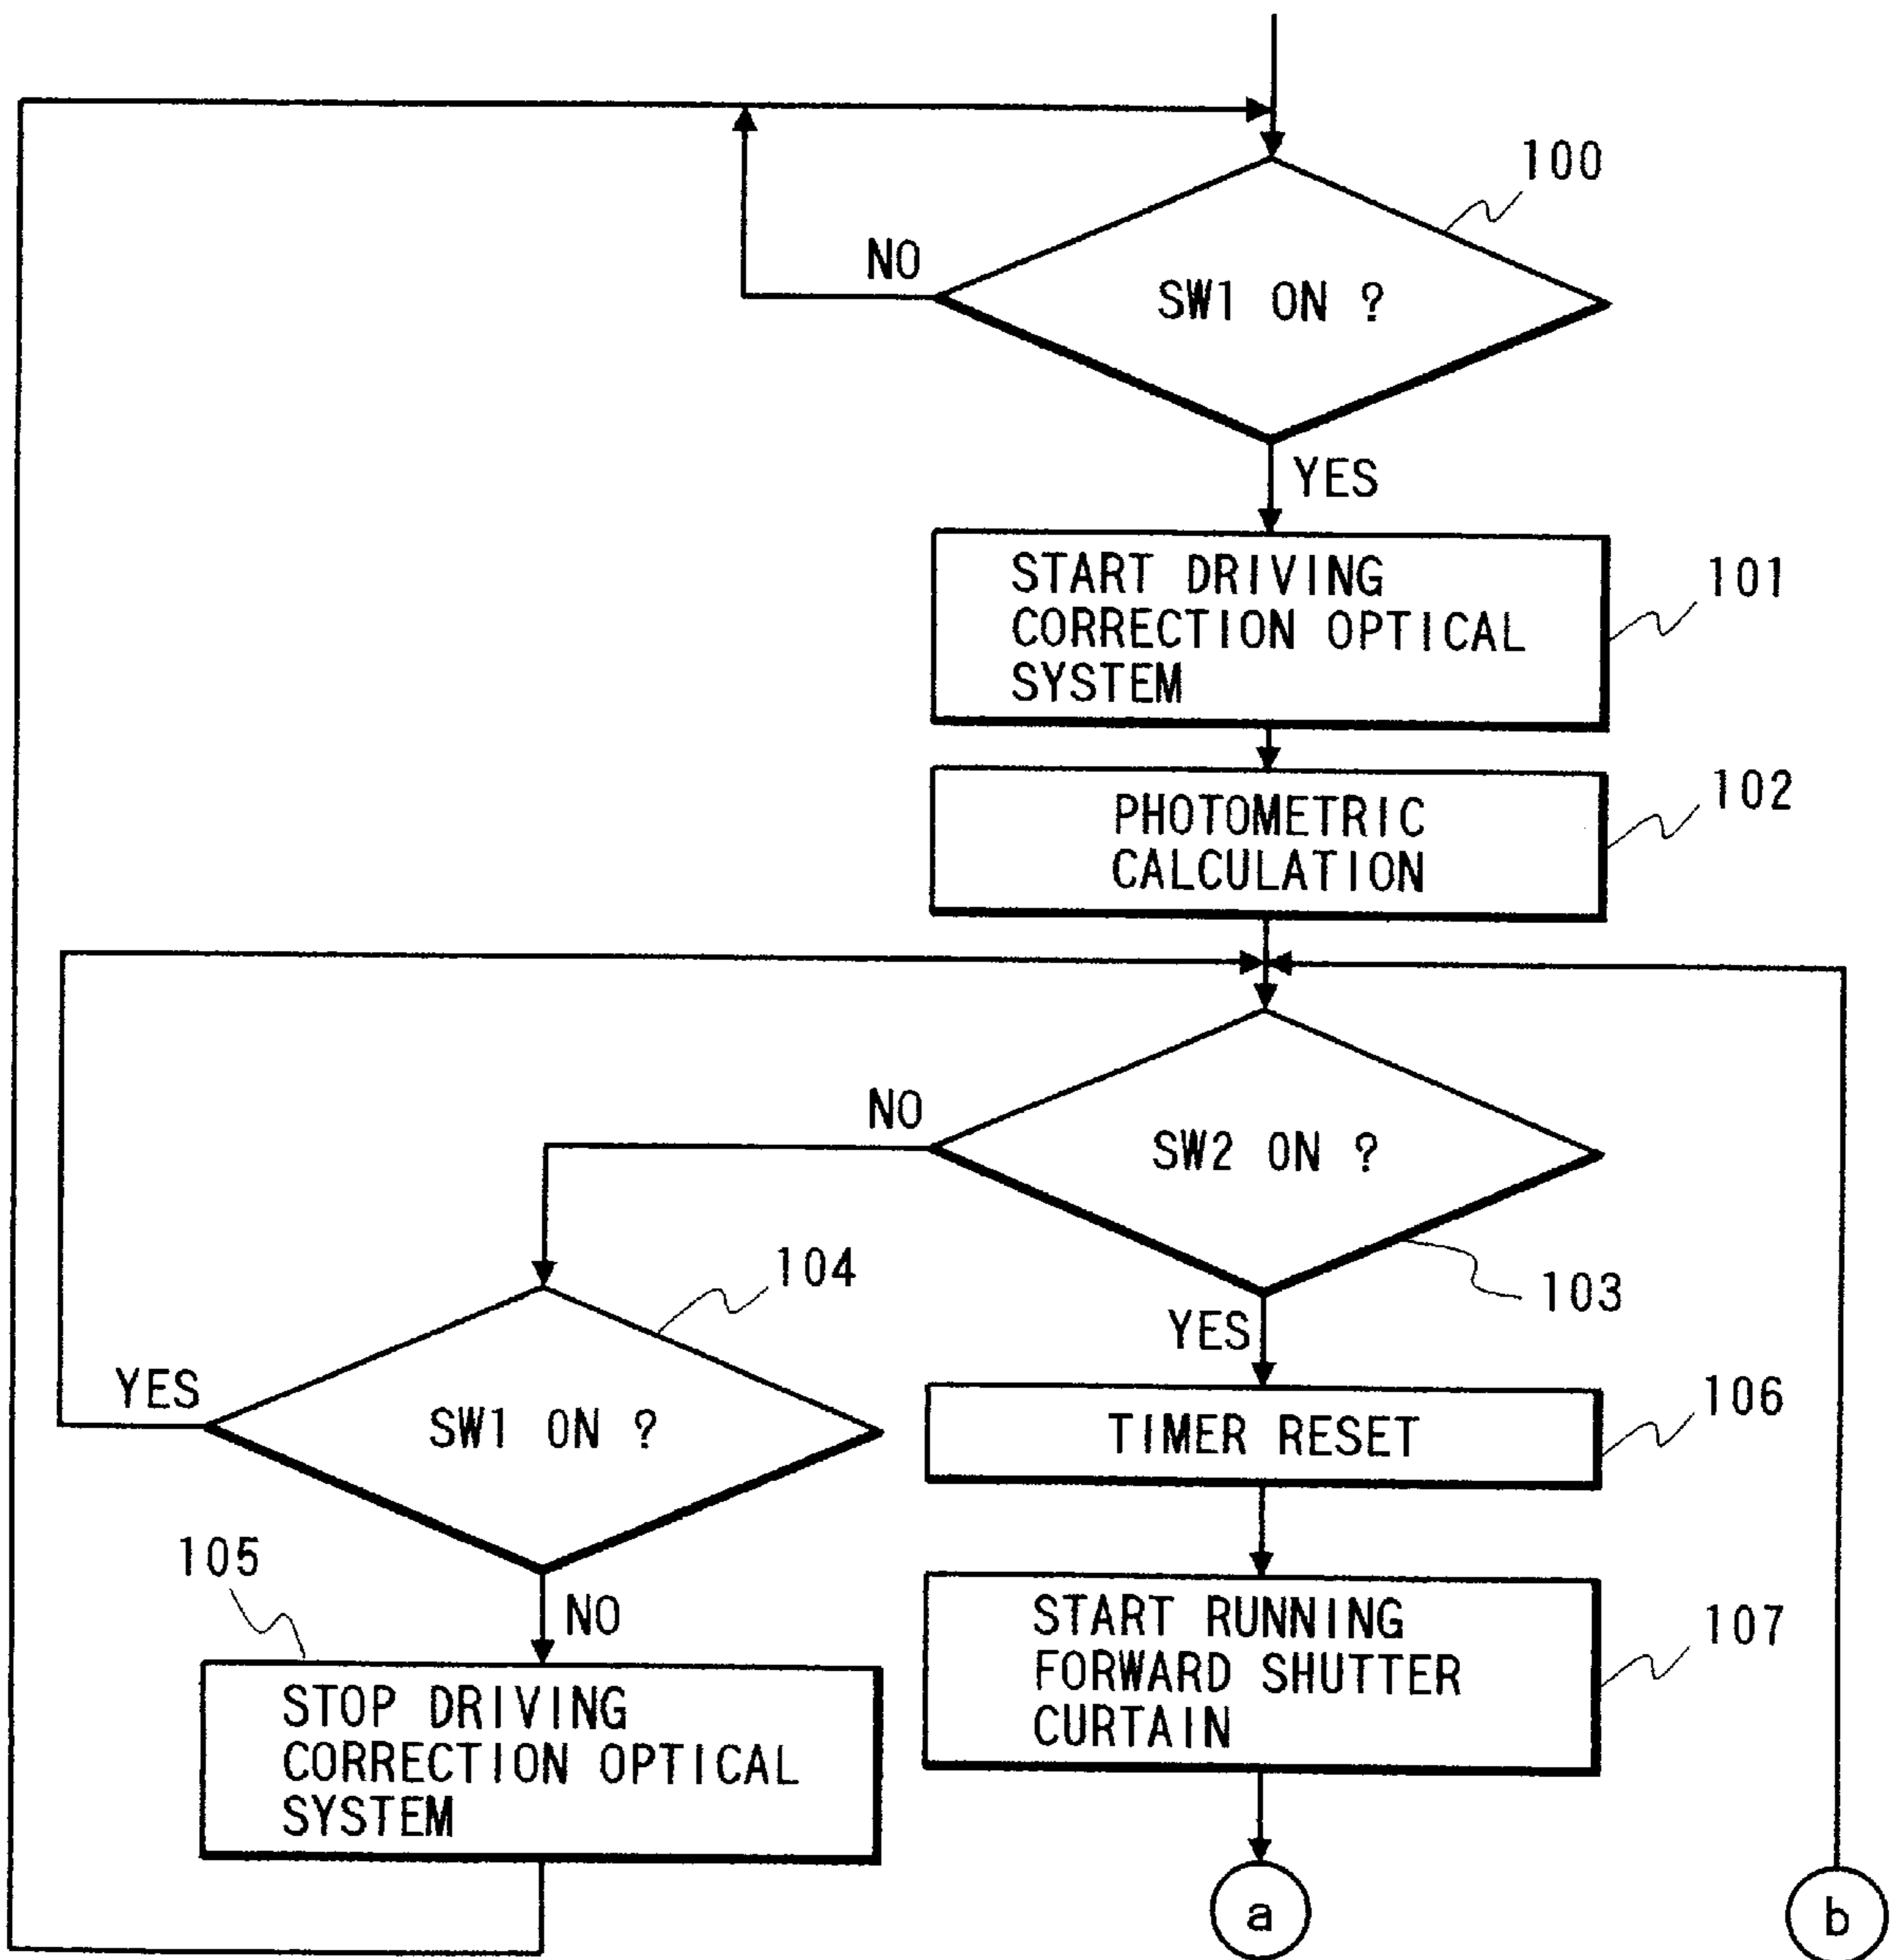 100
NO
SW1 ON ?
YES
START DRIVING
CORRECTION OPTICAL
SYSTEM
101
PHOTOMETRIC
CALCULATION
102
NO
SW2 ON ?
103
YES
104
YES
SW1 ON ?
NO
105
STOP DRIVING
CORRECTION OPTICAL
SYSTEM
TIMER RESET
106
START RUNNING
FORWARD SHUTTER
CURTAIN
107
a
b